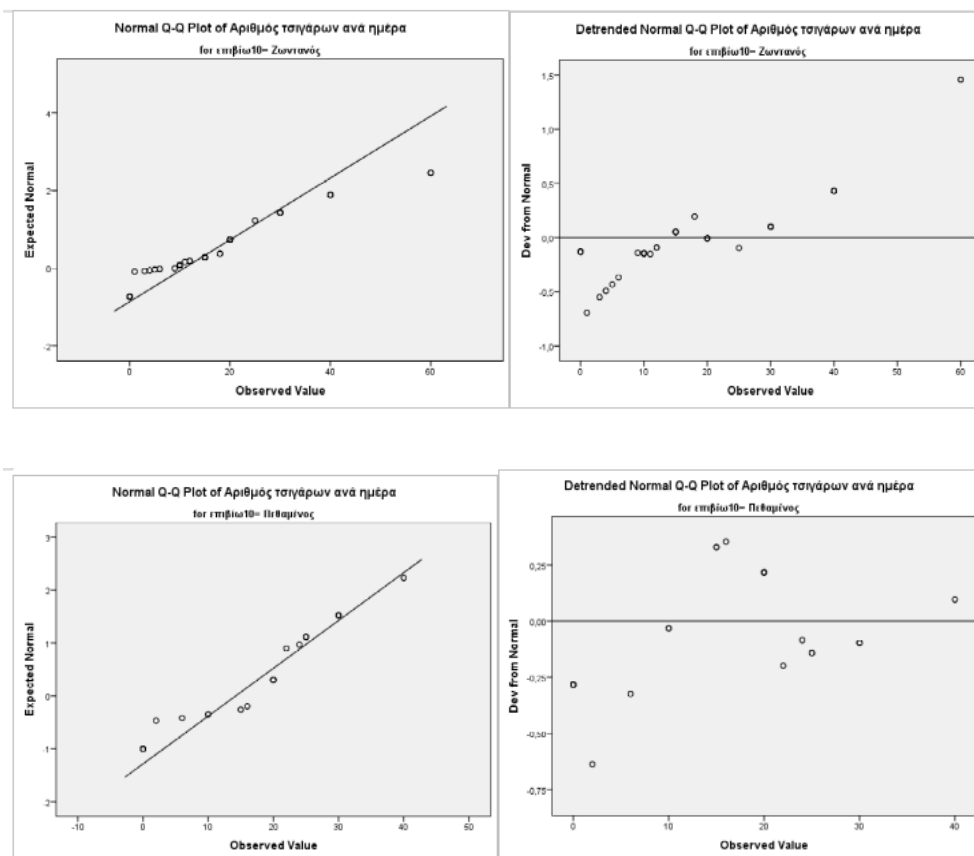 Normal Q-Q Plot of Αριθμός τσιγάρων ανά ημέρα
for επιβίω10= Ζωντανός
Expected Normal
4
2
0
-2
0
20
40
60
Observed Value
Detrended Normal Q-Q Plot of Αριθμός τσιγάρων ανά ημέρα
for επιβίω10= Ζωντανός
Dev from Normal
1,5
1,0
0,5
0,0
-0,5
-1,0
0
10
20
30
40
50
60
Observed Value
Normal Q-Q Plot of Αριθμός τσιγάρων ανά ημέρα
for επιβίω10= Πεθαμένος
Expected Normal
3
2
1
0
-1
-2
-10
0
10
20
30
40
50
Observed Value
Detrended Normal Q-Q Plot of Αριθμός τσιγάρων ανά ημέρα
for επιβίω10= Πεθαμένος
Dev from Normal
0,25
0,00
-0,25
-0,50
-0,75
0
10
20
30
40
Observed Value